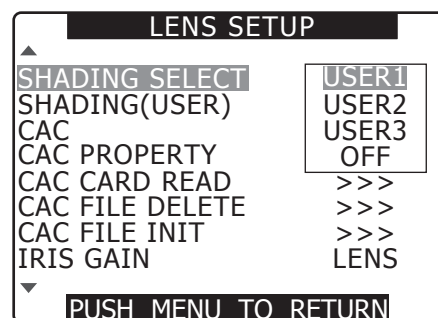 LENS SETUP
SHADING SELECT USER1
SHADING(USER) USER2
CAC USER3
CAC PROPERTY OFF
CAC CARD READ >>>
CAC FILE DELETE >>>
CAC FILE INIT >>>
IRIS GAIN LENS
PUSH MENU TO RETURN